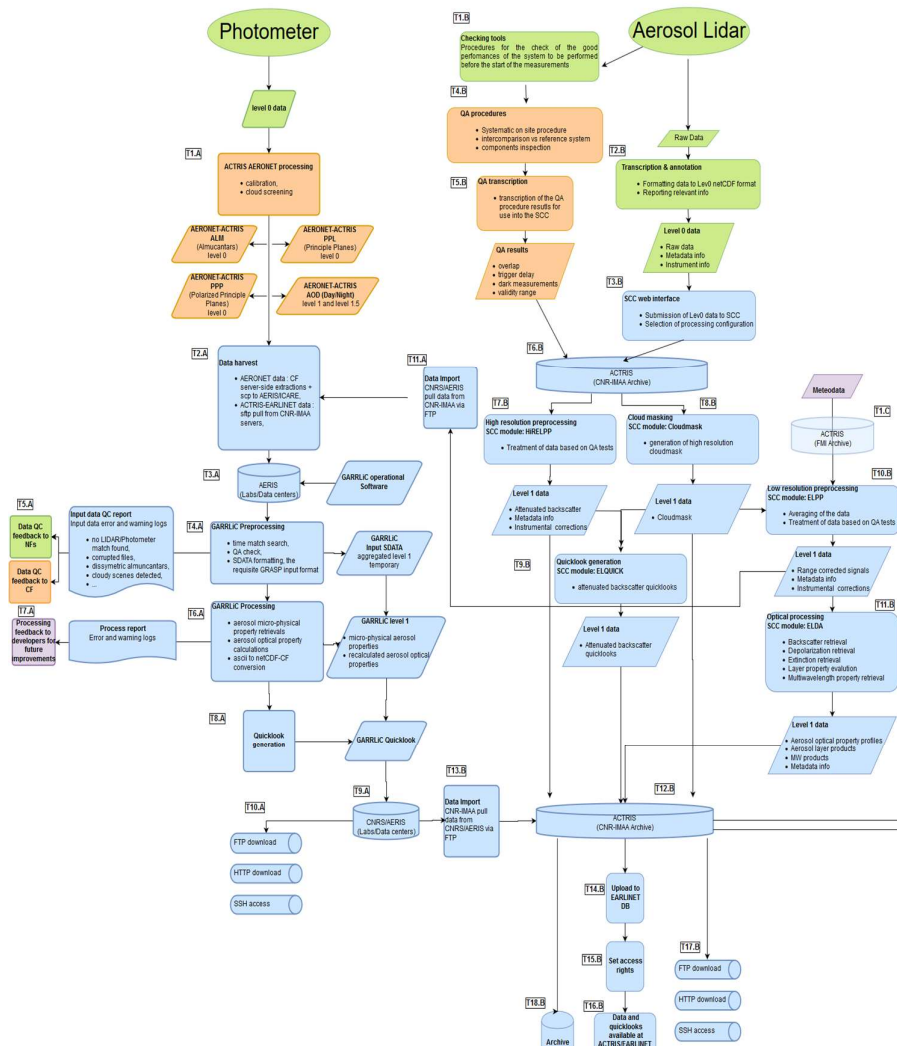 Photometer
level 0 data
T1.A
ACTRIS AERONET processing
• calibration,
• cloud screening
AERONET-ACTRIS
ALM
(Almucantars)
level 0
AERONET-ACTRIS
PPL
(Principle Planes)
level 0
AERONET-ACTRIS
PPP
(Polarized Principle
Planes)
level 0
AERONET-ACTRIS
AOD (Day/Night)
level 1 and level 1.5
T2.A
Data harvest
• AERONET data : CF
server-side extractions +
scp to AERIS/ICARE,
• ACTRIS-EARLINET data :
sftp pull from CNR-IMAA
servers,
T11.A
Data Import
CNRS/AERIS
pull data from
CNR-IMAA via
FTP
T3.A
AERIS
(Labs/Data centers)
GARRLiC operational
Software
T5.A
Data QC
feedback to
NFs
Data QC
feedback to CF
Input data QC report
Input data error and warning logs
• no LIDAR/Photometer
match found,
• corrupted files,
• dissymetric almuncantars,
• cloudy scenes detected,
• ...
T4.A
GARRLiC Preprocessing
• time match search,
• QA check,
• SDATA formatting, the
requisite GRASP input format
GARRLiC
Input SDATA
aggregated level 1
temporary
T7.A
Processing
feedback to
developers for
future
improvements
Process report
Error and warning logs
T6.A
GARRLiC Processing
• aerosol micro-physical
property retrievals
• aerosol optical property
calculations
• ascii to netCDF-CF
conversion
GARRLiC level 1
• micro-physical aerosol
properties
• recalculated aerosol optical
properties
T8.A
Quicklook
generation
GARRLiC Quicklook
T9.A
CNRS/AERIS
(Labs/Data centers)
T10.A
FTP download
HTTP download
SSH access
T13.B
Data Import
CNR-IMAA pull
data from
CNRS/AERIS via
FTP
Aerosol Lidar
T1.B
Checking tools
Procedures for the check of the good
perfomances of the system to be performed
before the start of the measurements
T4.B
QA procedures
• Systematic on site procedure
• intercomparison vs reference system
• components inspection
T5.B
QA transcription
• transcription of the QA
procedure resutls for
use into the SCC
QA results
• overlap
• trigger delay
• dark measurements
• validity range
Raw Data
T2.B
Transcription & annotation
• Formatting data to Lev0 netCDF format
• Reporting relevant info
Level 0 data
• Raw data
• Metadata info
• Instrument info
T3.B
SCC web interface
• Submission of Lev0 data to SCC
• Selection of processing configuration
T6.B
ACTRIS
(CNR-IMAA Archive)
T7.B
High resolution preprocessing
SCC module: HiRELPP
• Treatment of data based on QA tests
T8.B
Cloud masking
SCC module: Cloudmask
• generation of high resolution
cloudmask
Level 1 data
• Attenuated backscatter
• Metadata info
• Instrumental corrections
Level 1 data
• Cloudmask
T9.B
Quicklook generation
SCC module: ELQUICK
• attenuated backscatter quicklooks
Level 1 data
• Attenuated backscatter
quicklooks
Meteodata
T1.C
ACTRIS
(FMI Archive)
T10.B
Low resolution preprocessing
SCC module: ELPP
• Averaging of the data
• Treatment of data based on QA tests
Level 1 data
• Range corrected signals
• Metadata info
• Instrumental corrections
T11.B
Optical processing
SCC module: ELDA
• Backscatter retrieval
• Depolarization retrieval
• Extinction retrieval
• Layer property evalution
• Multiwavelength property retrieval
Level 1 data
• Aerosol optical property profiles
• Aerosol layer products
• MW products
• Metadata info
T12.B
ACTRIS
(CNR-IMAA Archive)
T14.B
Upload to
EARLINET
DB
T15.B
Set access
rights
T16.B
Data and
quicklooks
available at
ACTRIS/EARLINET
T17.B
FTP download
HTTP download
SSH access
T18.B
Archive